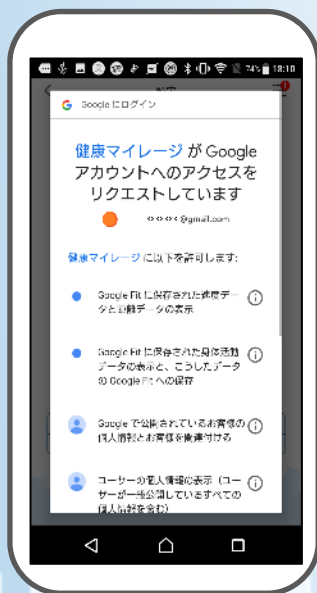 74% 18:10
Google にログイン
健康マイレージ が Google
アカウントへのアクセスを
リクエストしています
@gmail.com
健康マイレージ に以下を許可します:
Google Fit に保存された速度デー
タと距離データの表示
Google Fit に保存された身体活動
データの表示と、こうしたデータ
の Google Fit への保存
Google で公開されているお客様の
個人情報とお客様を関連付ける
ユーザーの個人情報の表示（ユー
ザーが一般公開しているすべての
個人情報を含む）